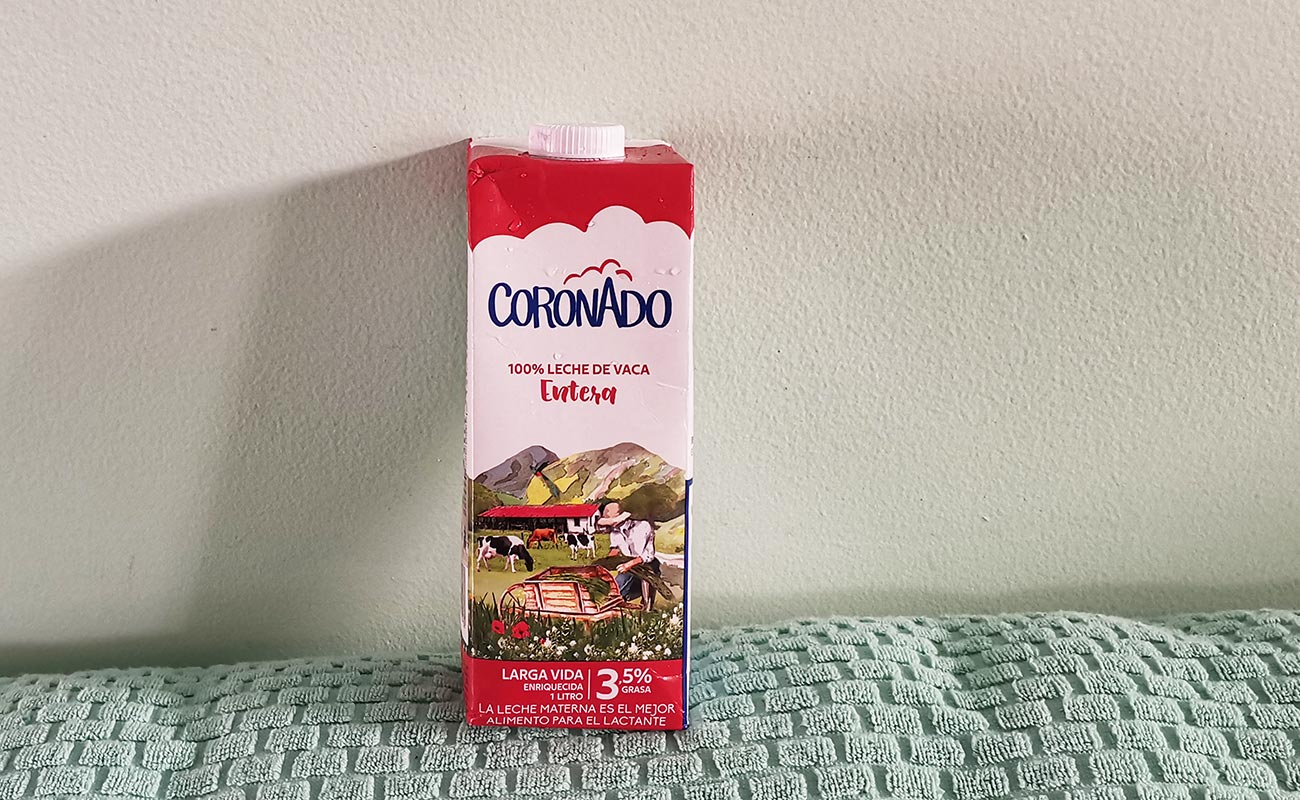 CORONADO
100% LECHE DE VACA
Entera
LARGA VIDA
ENRIQUECIDA
1 LITRO
3,5%
GRASA
LA LECHE MATERNA ES EL MEJOR
ALIMENTO PARA EL LACTANTE